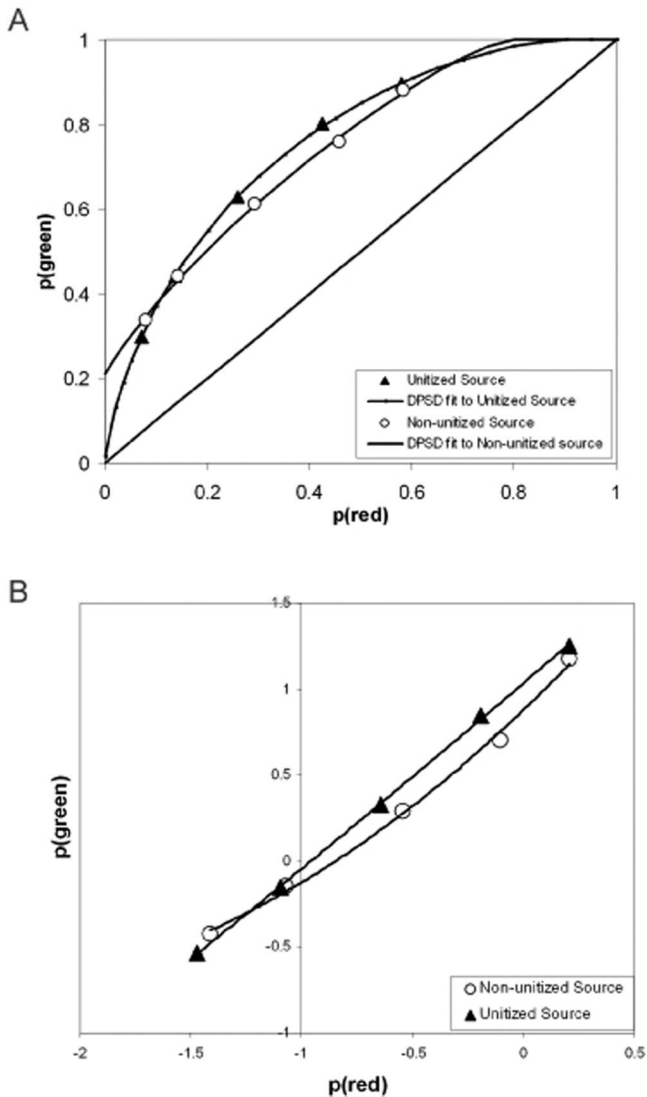 A
1
0.8
0.6
0.4
0.2
0
p(green)
Unitized Source
DPSD fit to Unitized Source
Non-unitized Source
DPSD fit to Non-unitized source
0 0.2 0.4 0.6 0.8 1
p(red)
B
1.5
1
0.5
0
-0.5
-1
p(green)
Non-unitized Source
Unitized Source
-2 -1.5 -1 -0.5 0 0.5
p(red)